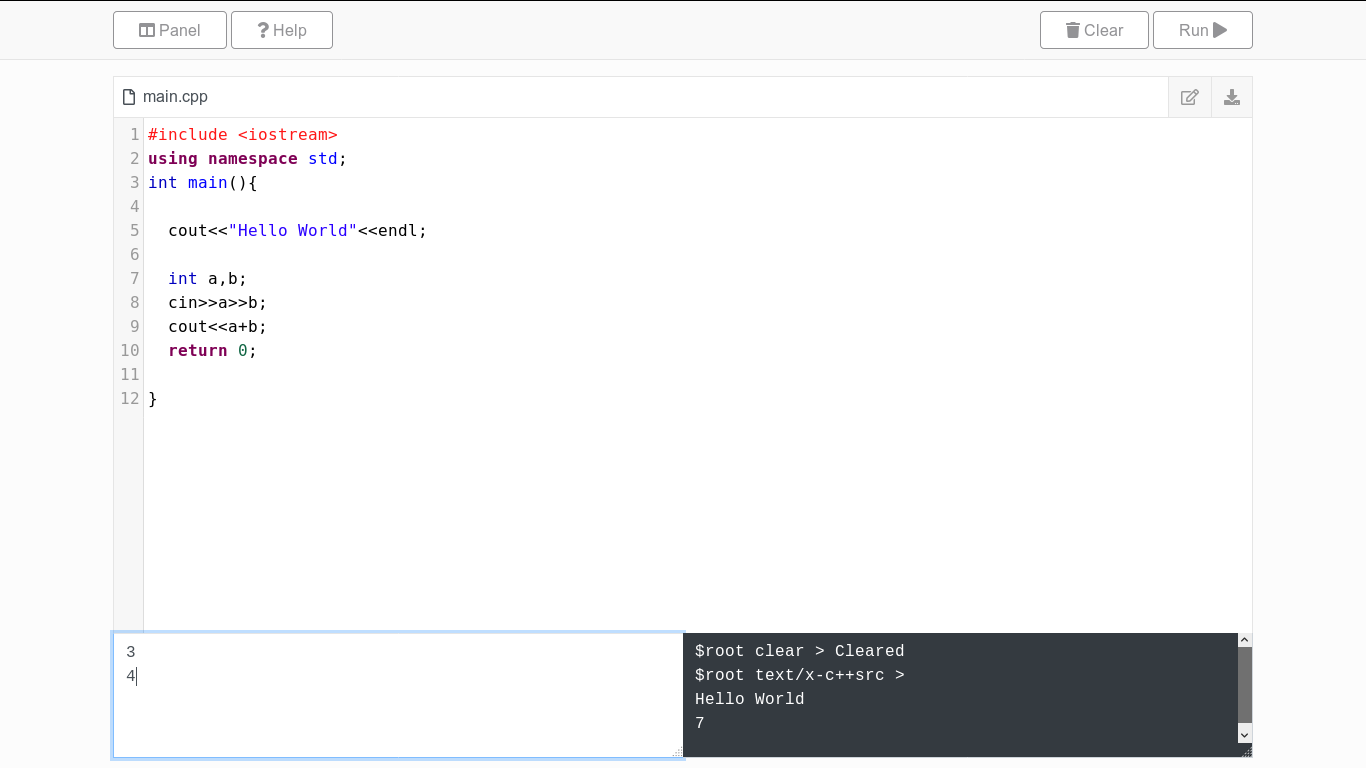 Panel Help Clear Run
main.cpp
1 #include <iostream>
2 using namespace std;
3 int main(){
4
5   cout<<"Hello World"<<endl;
6
7   int a,b;
8   cin>>a>>b;
9   cout<<a+b;
10   return 0;
11
12 }
3
4
$root clear > Cleared
$root text/x-c++src >
Hello World
7